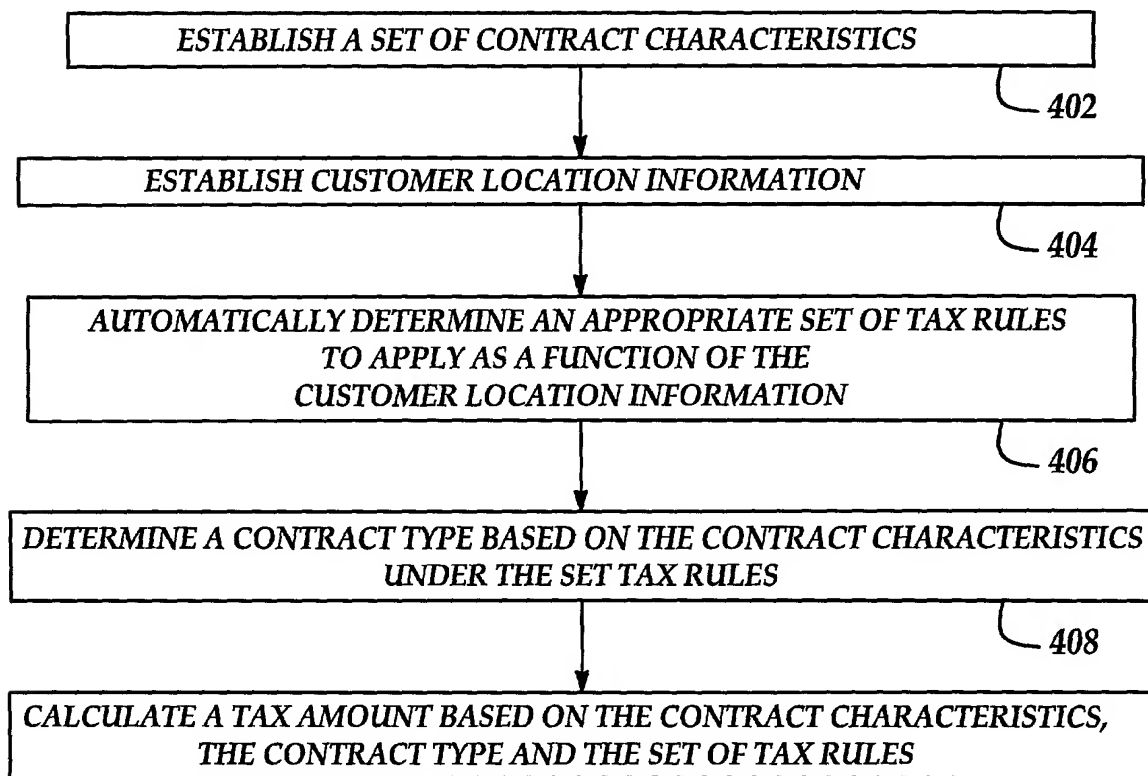 ESTABLISH A SET OF CONTRACT CHARACTERISTICS
402
ESTABLISH CUSTOMER LOCATION INFORMATION
404
AUTOMATICALLY DETERMINE AN APPROPRIATE SET OF TAX RULES
TO APPLY AS A FUNCTION OF THE
CUSTOMER LOCATION INFORMATION
406
DETERMINE A CONTRACT TYPE BASED ON THE CONTRACT CHARACTERISTICS
UNDER THE SET TAX RULES
408
CALCULATE A TAX AMOUNT BASED ON THE CONTRACT CHARACTERISTICS,
THE CONTRACT TYPE AND THE SET OF TAX RULES